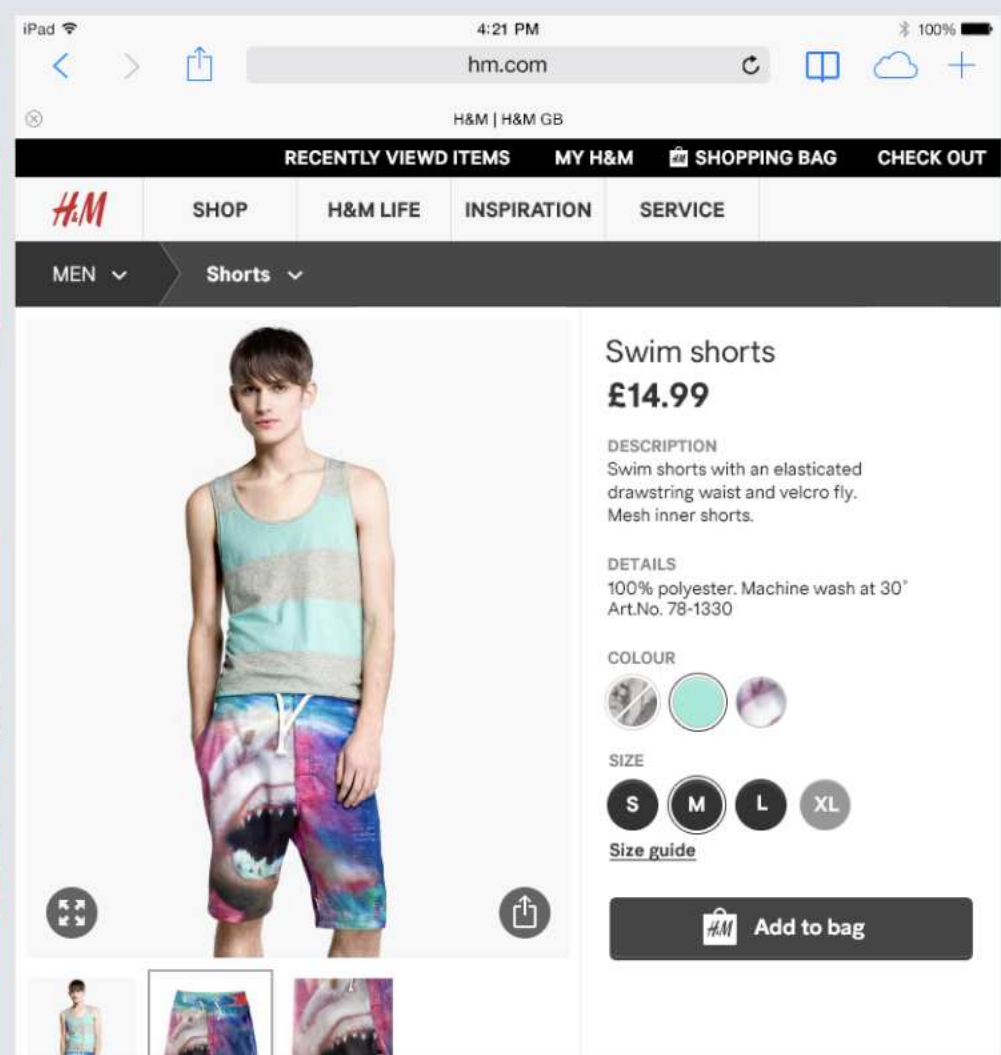 iPad 4:21 PM 100%
hm.com
H&M | H&M GB
RECENTLY VIEWD ITEMS MY H&M H&M SHOPPING BAG CHECK OUT
H&M SHOP H&M LIFE INSPIRATION SERVICE
MEN Shorts
Swim shorts
£14.99
DESCRIPTION
Swim shorts with an elasticated
drawstring waist and velcro fly.
Mesh inner shorts.
DETAILS
100% polyester. Machine wash at 30°
Art.No. 78-1330
COLOUR
SIZE
S M L XL
Size guide
H&M Add to bag